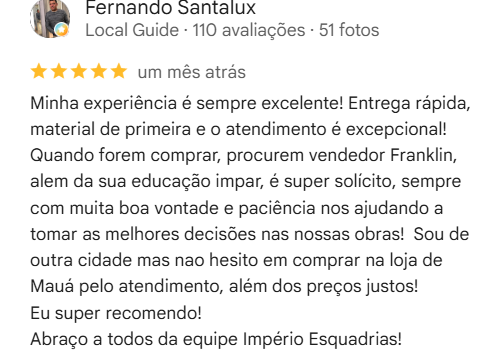 Fernando Santalux
Local Guide · 110 avaliações · 51 fotos
um mês atrás
Minha experiência é sempre excelente! Entrega rápida,
material de primeira e o atendimento é excepcional!
Quando forem comprar, procurem vendedor Franklin,
alem da sua educação impar, é super solícito, sempre
com muita boa vontade e paciência nos ajudando a
tomar as melhores decisões nas nossas obras!  Sou de
outra cidade mas nao hesito em comprar na loja de
Mauá pelo atendimento, além dos preços justos!
Eu super recomendo!
Abraço a todos da equipe Império Esquadrias!